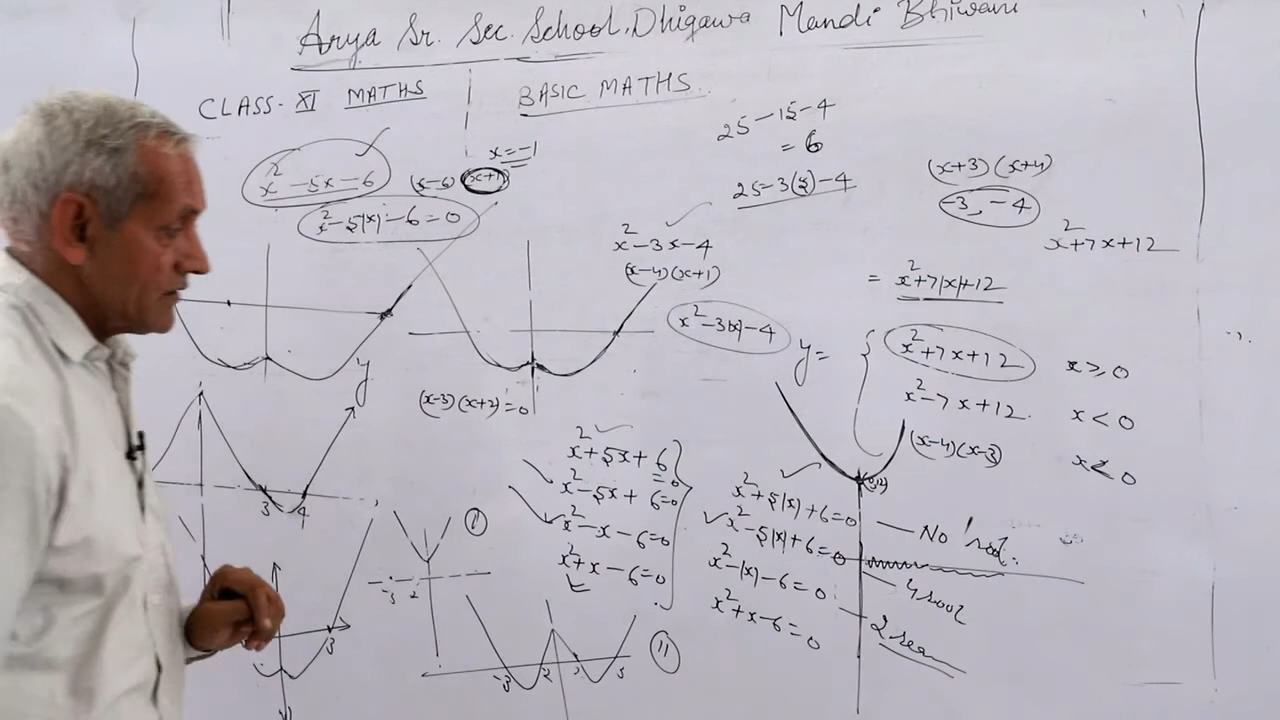 Arya Sr. Sec. School, Dhigawa Mandi Bhiwani
CLASS-XI MATHS
BASIC MATHS
x²-5x-6
(x-6) (x+1)
x=-1
x²-5|x|-6=0
25-15-4
= 6
25-3(5)-4
x²-3x-4
(x-4)(x+1)
x²-3|x|-4
(x+3)(x+4)
-3, -4
x²+7x+12
= x²+7|x|+12
y= { x²+7x+12 x≥0
x²-7x+12. x<0
(x-4)(x-3) x<0
(0,12)
y
3 4
(x-3)(x+2)=0
x²+5x+6=0
x²-5x+6=0
x²-x-6=0
x²+x-6=0
x²+5|x|+6=0 — No root.
x²-5|x|+6=0 4 root
x²-|x|-6=0
x²+x-6=0
3
I
-3 2
II
-3 2